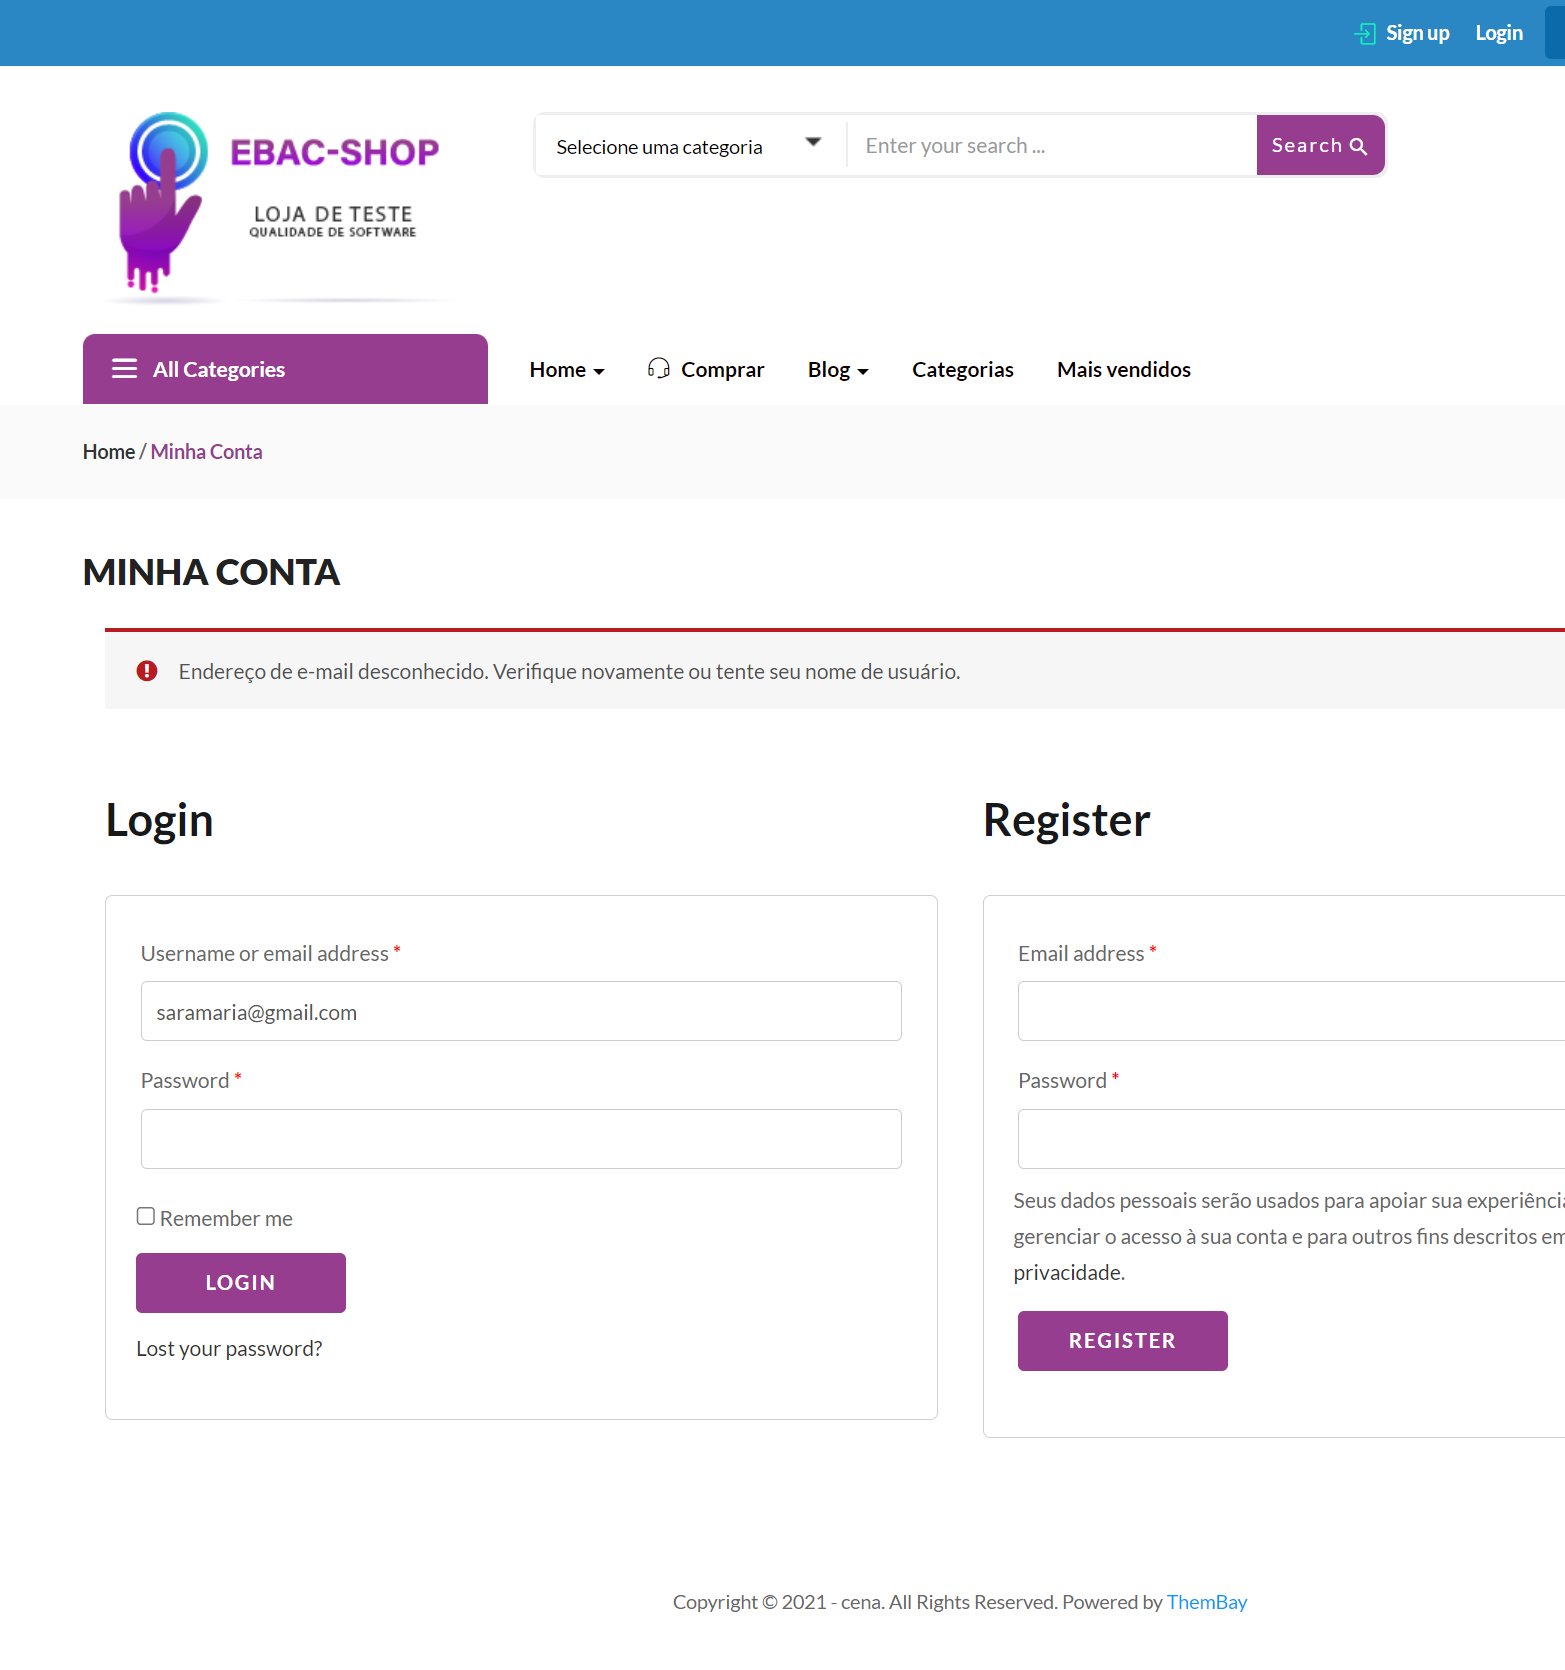 Sign up Login
EBAC-SHOP
LOJA DE TESTE
QUALIDADE DE SOFTWARE
Selecione uma categoria Enter your search ... Search
All Categories Home Comprar Blog Categorias Mais vendidos
Home / Minha Conta
MINHA CONTA
Endereço de e-mail desconhecido. Verifique novamente ou tente seu nome de usuário.
Login
Username or email address *
saramaria@gmail.com
Password *
Remember me
LOGIN
Lost your password?
Register
Email address *
Password *
Seus dados pessoais serão usados para apoiar sua experiência
gerenciar o acesso à sua conta e para outros fins descritos em
privacidade.
REGISTER
Copyright © 2021 - cena. All Rights Reserved. Powered by ThemBay